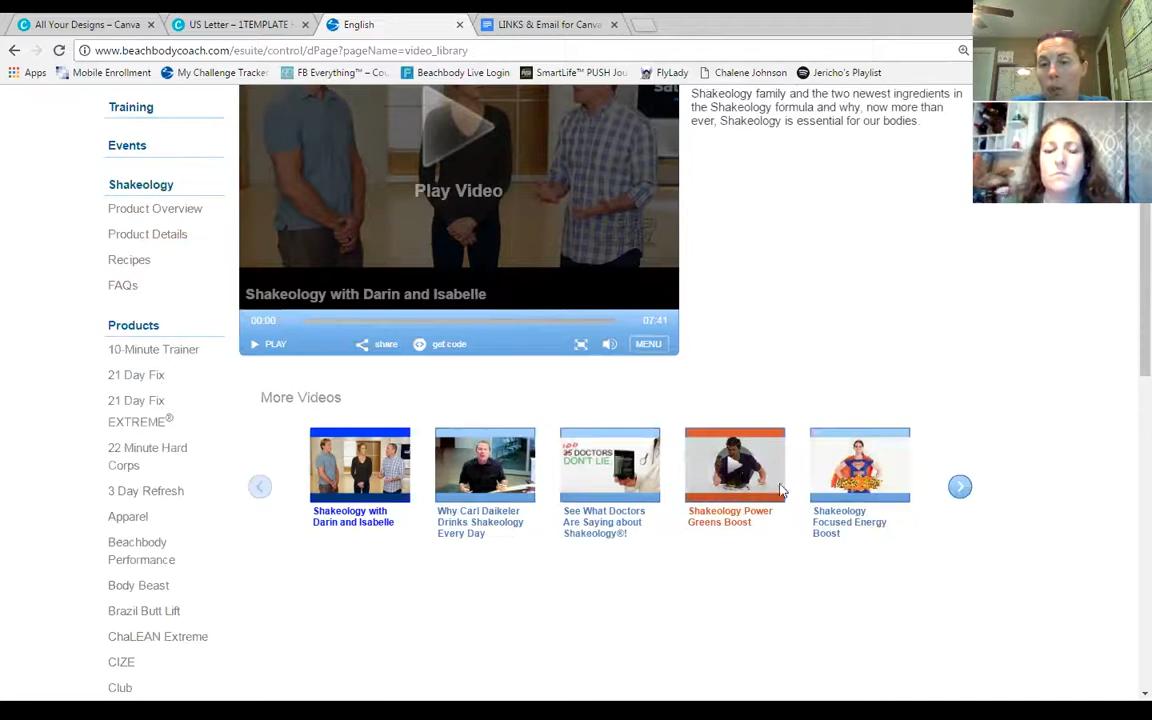 All Your Designs – Canva
US Letter – 1TEMPLATE
English
LINKS & Email for Canva
www.beachbodycoach.com/esuite/control/dPage?pageName=video_library
Apps
Mobile Enrollment
My Challenge Tracker
FB Everything™ – Cou
Beachbody Live Login
SmartLife™ PUSH Jou
FlyLady
Chalene Johnson
Jericho's Playlist
Training
Events
Shakeology
Product Overview
Product Details
Recipes
FAQs
Products
10-Minute Trainer
21 Day Fix
21 Day Fix
EXTREME®
22 Minute Hard
Corps
3 Day Refresh
Apparel
Beachbody
Performance
Body Beast
Brazil Butt Lift
ChaLEAN Extreme
CIZE
Club
Play Video
Shakeology with Darin and Isabelle
00:00
07:41
PLAY
share
get code
MENU
Shakeology family and the two newest ingredients in
the Shakeology formula and why, now more than
ever, Shakeology is essential for our bodies.
More Videos
Shakeology with
Darin and Isabelle
Why Carl Daikeler
Drinks Shakeology
Every Day
DOCTORS
DON'T LIE.
See What Doctors
Are Saying about
Shakeology®!
Shakeology Power
Greens Boost
Shakeology
Focused Energy
Boost